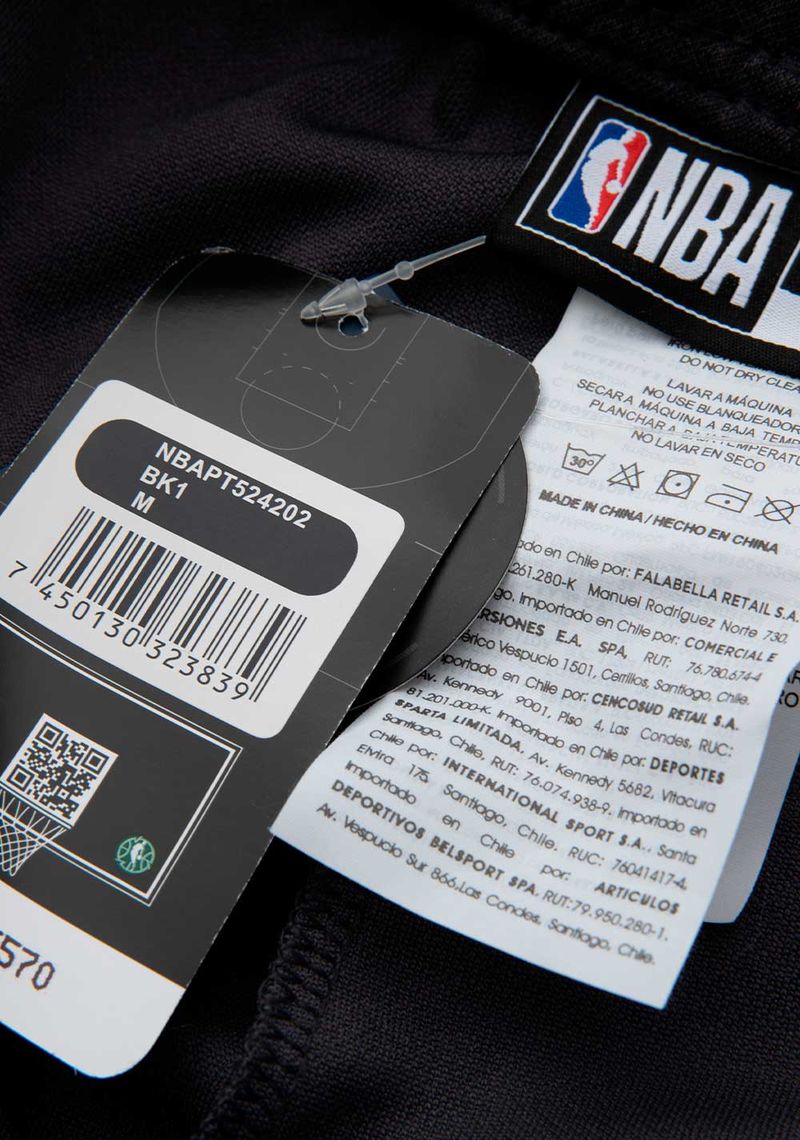 NBA
NBAPT524202
BK1
M
7 450130 323839
570
DO NOT DRY CLEA
LAVAR A MÁQUINA
NO USE BLANQUEADOR
SECAR A MÁQUINA A BAJA TEMP
PLANCHAR A BAJA TEMPERATU
NO LAVAR EN SECO
30°
MADE IN CHINA / HECHO EN CHINA
ado en Chile por: FALABELLA RETAIL S.A.
.261.280-K Manuel Rodríguez Norte 730
go. Importado en Chile por: COMERCIAL E
ERSIONES E.A. SPA, RUT: 76.780.674-4
érico Vespucio 1501, Cerrillos, Santiago, Chile.
portado en Chile por: CENCOSUD RETAIL S.A.
Av. Kennedy 9001, Piso 4, Las Condes, RUC:
81.201.000-K. Importado en Chile por: DEPORTES
SPARTA LIMITADA, Av. Kennedy 5682, Vitacura
Santiago, Chile, RUT: 76.074.938-9. Importado en
Chile por: INTERNATIONAL SPORT S.A., Santa
Elvira 175, Santiago, Chile. RUC: 76041417-4,
Importado en Chile por: ARTICULOS
DEPORTIVOS BELSPORT SPA, RUT:79.950.280-1.
Av. Vespucio Sur 866,Las Condes, Santiago, Chile.